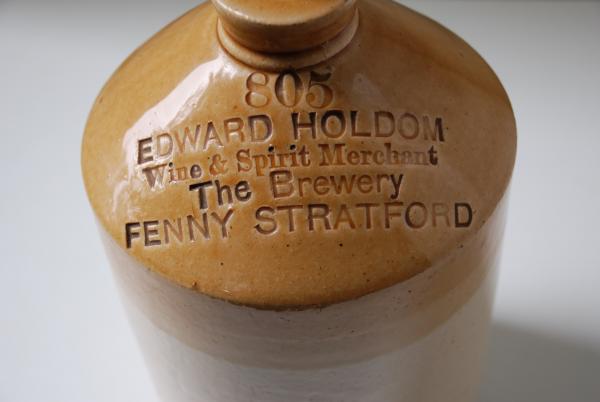 805
EDWARD HOLDOM
Wine & Spirit Merchant
The Brewery
FENNY STRATFORD